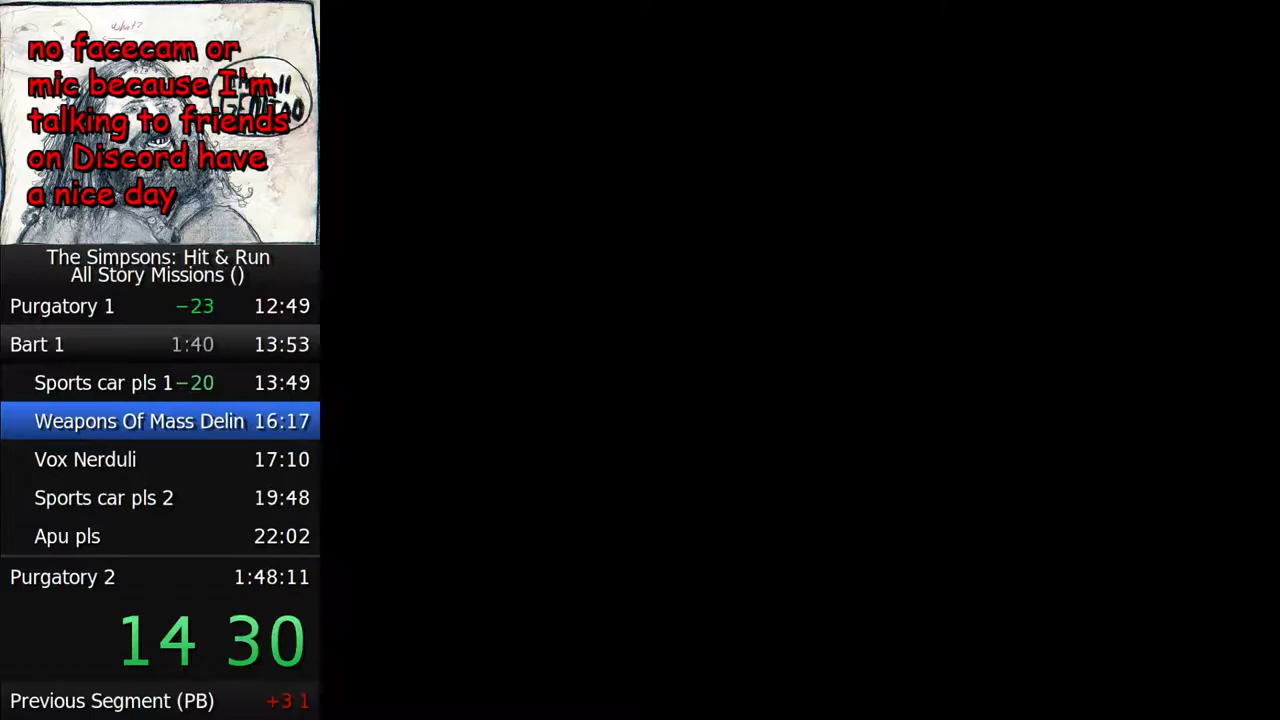 what?
no facecam or
mic because I'm
talking to friends
on Discord have
a nice day
The Simpsons: Hit & Run
All Story Missions ()
Purgatory 1 −23 12:49
Bart 1 1:40 13:53
Sports car pls 1 −20 13:49
Weapons Of Mass Delin 16:17
Vox Nerduli 17:10
Sports car pls 2 19:48
Apu pls 22:02
Purgatory 2 1:48:11
14 30
Previous Segment (PB) +3 1